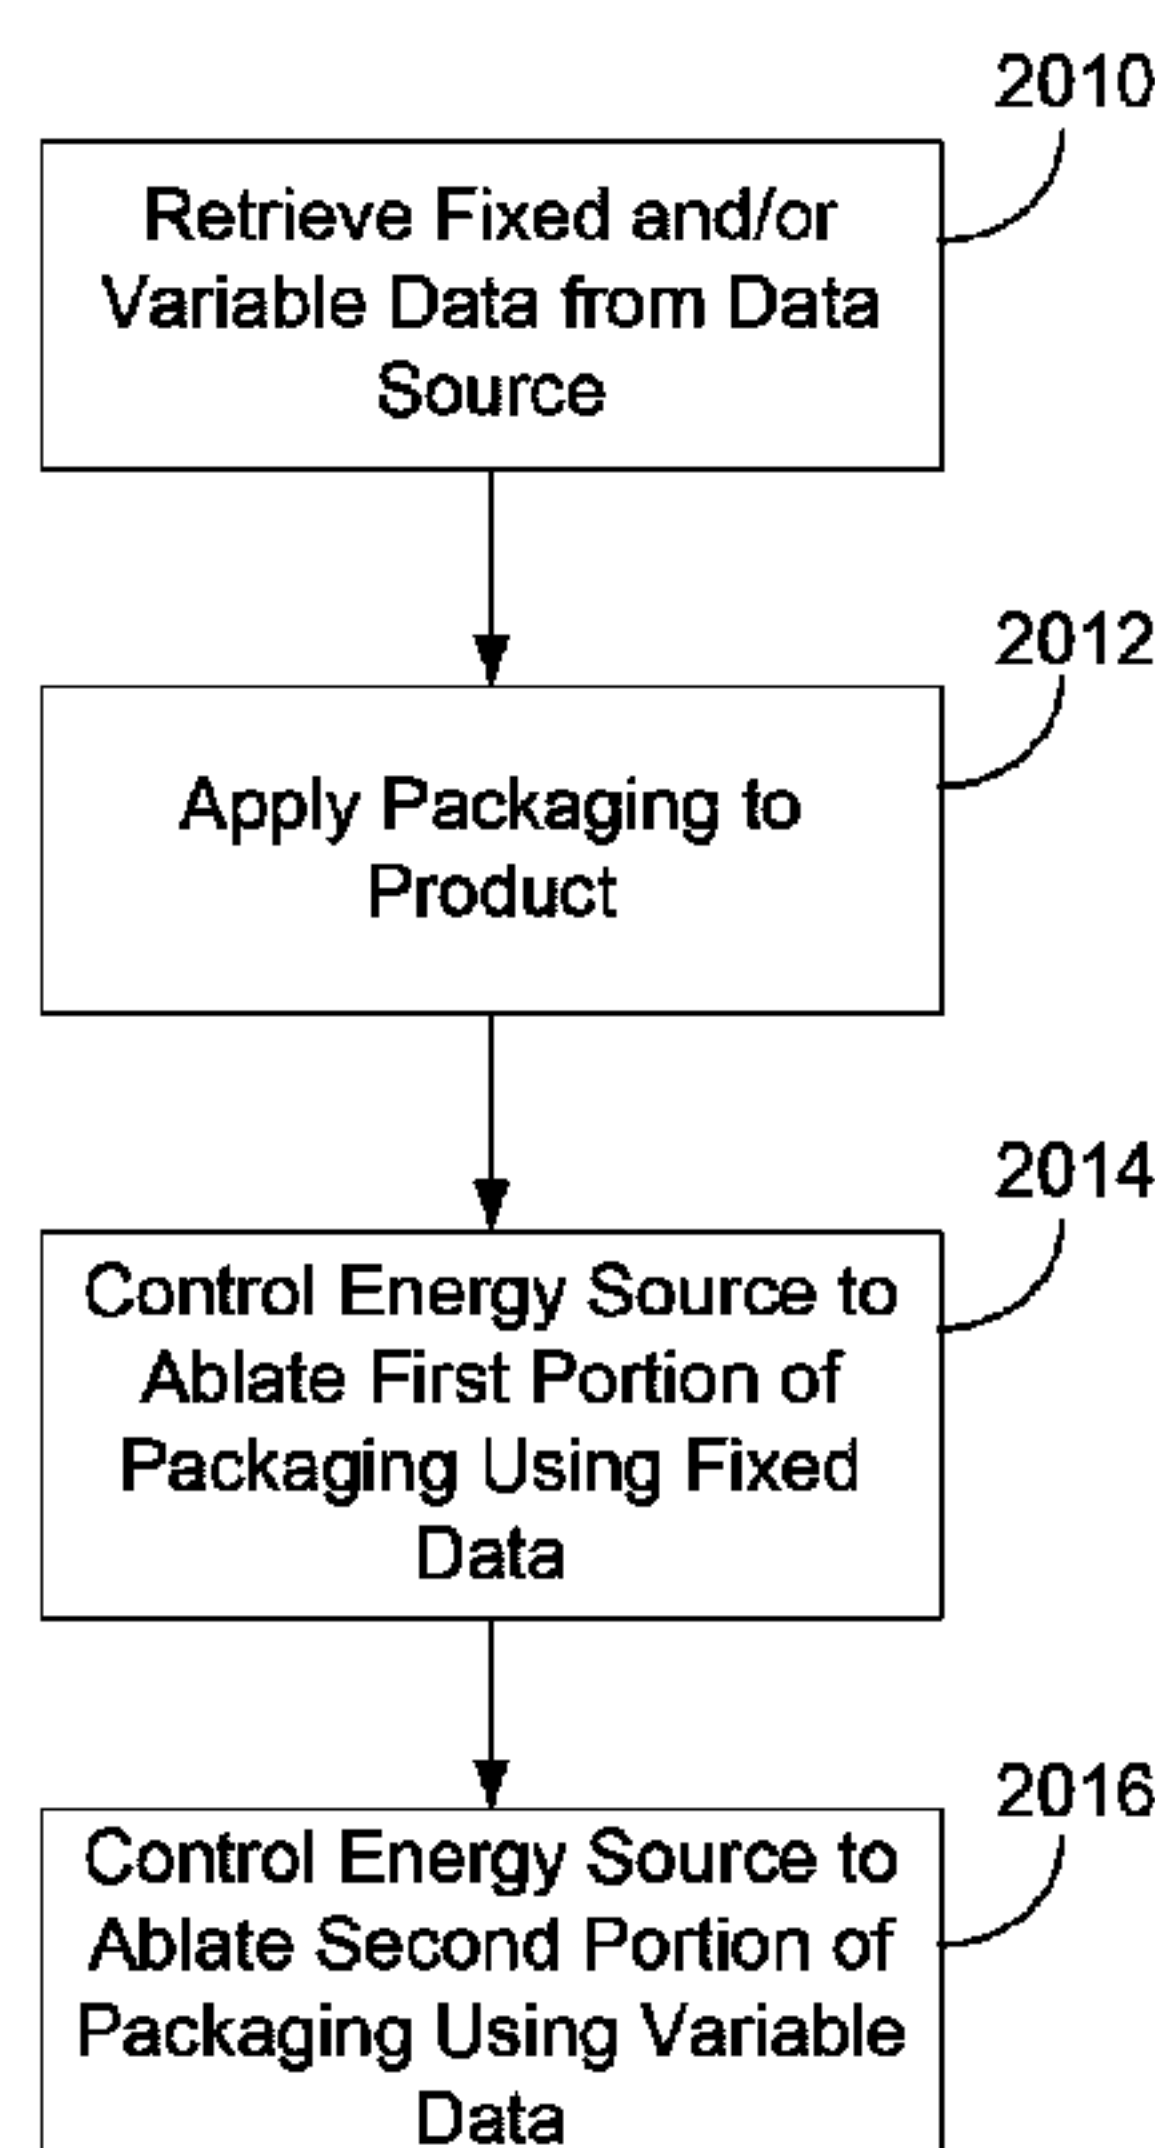 2010
Retrieve Fixed and/or
Variable Data from Data
Source
2012
Apply Packaging to
Product
2014
Control Energy Source to
Ablate First Portion of
Packaging Using Fixed
Data
2016
Control Energy Source to
Ablate Second Portion of
Packaging Using Variable
Data